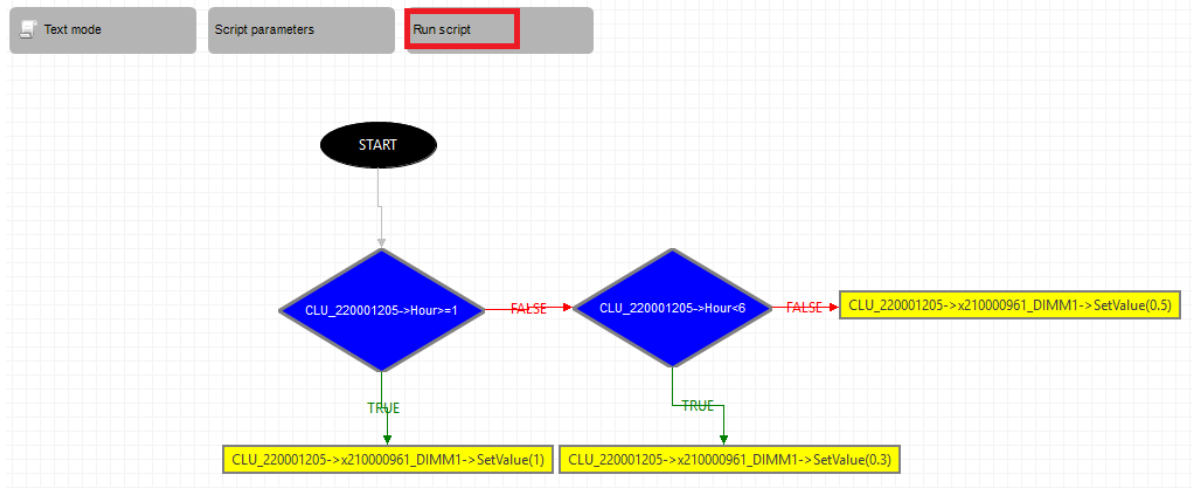 Text mode
Script parameters
Run script
START
CLU_220001205->Hour>=1
FALSE
CLU_220001205->Hour<6
FALSE
CLU_220001205->x210000961_DIMM1->SetValue(0.5)
TRUE
TRUE
CLU_220001205->x210000961_DIMM1->SetValue(1)
CLU_220001205->x210000961_DIMM1->SetValue(0.3)